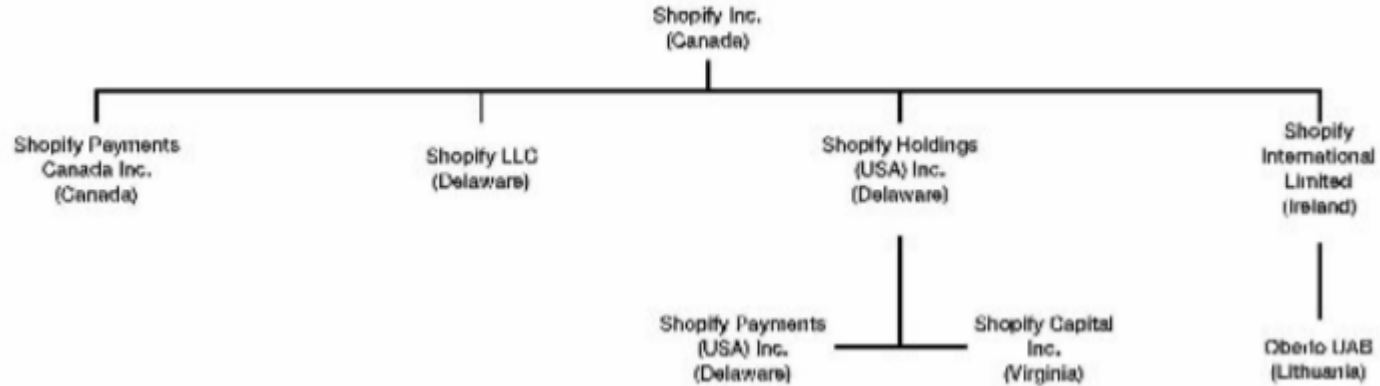 Shopify Inc.
(Canada)
Shopify Payments
Canada Inc.
(Canada)
Shopify LLC
(Delaware)
Shopify Holdings
(USA) Inc.
(Delaware)
Shopify
International
Limited
(Ireland)
Shopify Payments
(USA) Inc.
(Delaware)
Shopify Capital
Inc.
(Virginia)
Oberlo UAB
(Lithuania)